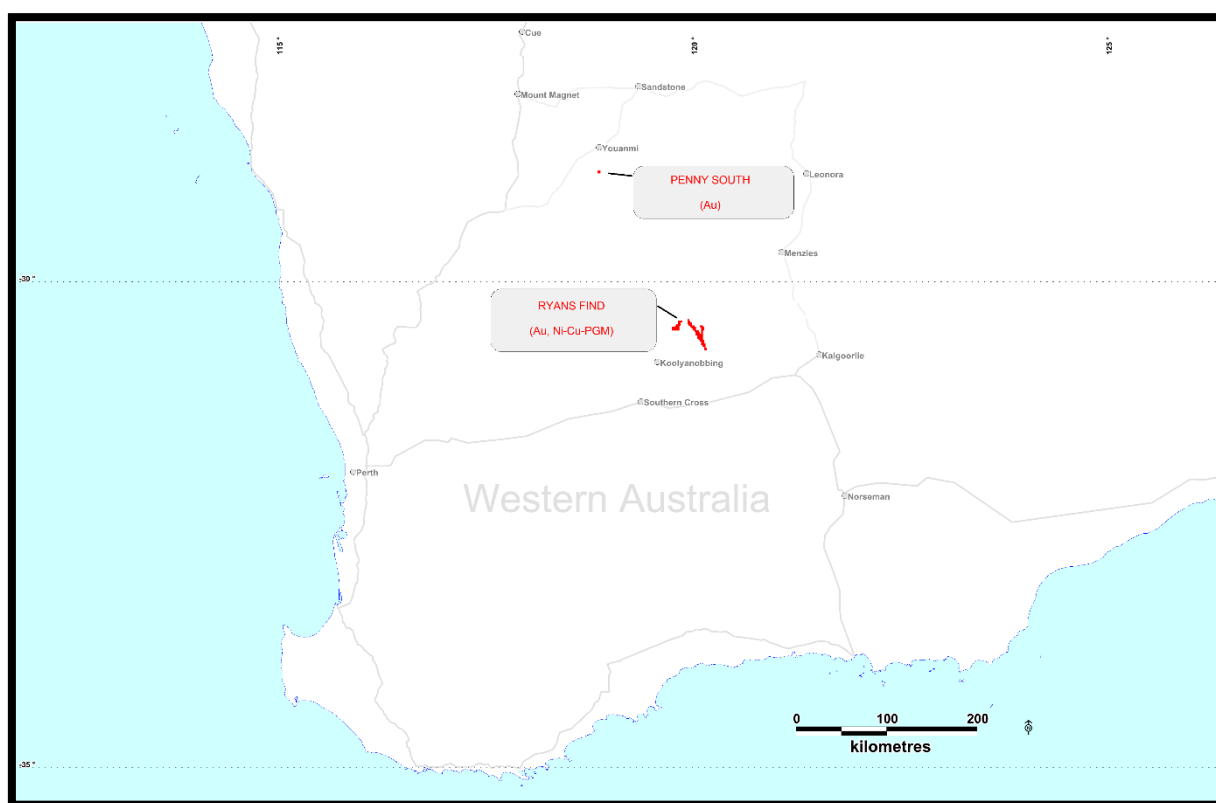 Cue
115 °
120 °
125 °
Sandstone
Mount Magnet
Youanmi
PENNY SOUTH
(Au)
Leonora
Menzies
-30 °
RYANS FIND
(Au, Ni-Cu-PGM)
Kalgoorlie
Koolyanobbing
Southern Cross
Perth
Western Australia
Norseman
0 100 200
kilometres
-35 °